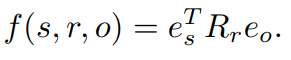 f(s, r, o) = e_s^T R_r e_o.